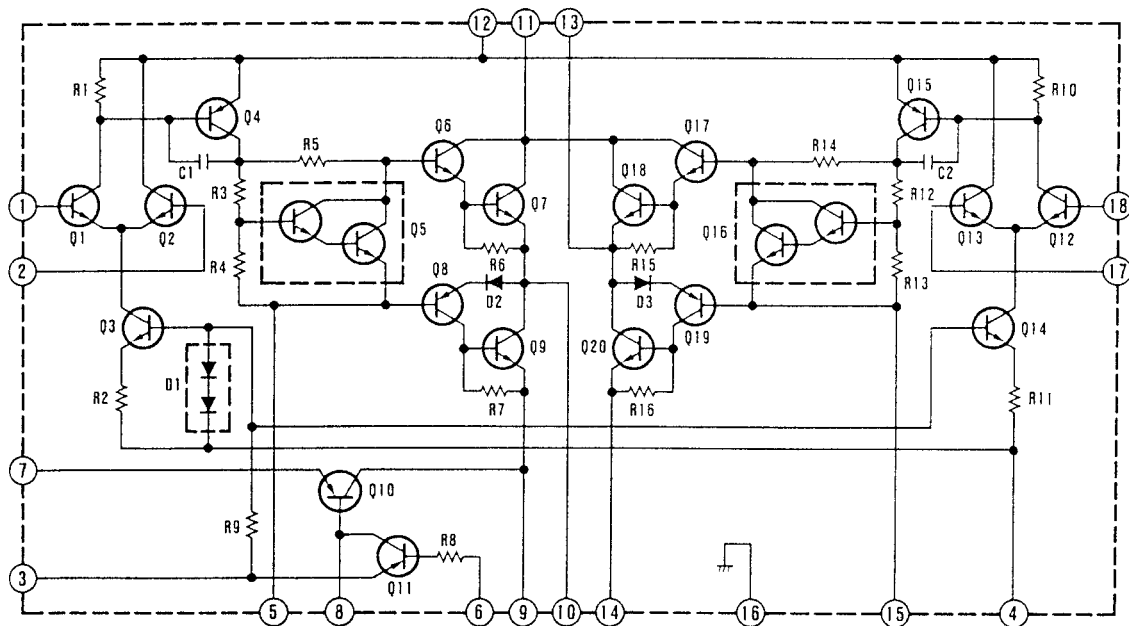 12 11 13
R1 Q4 Q15 R10
Q6 Q17
R5 R14
C1 Q18 C2
R3 R12
1 Q1 Q2 Q5 Q7 Q16 Q13 Q12 18
R4 R6 R15 R13
2 Q8 D2 D3 17
Q3 Q9 Q20 Q19 Q14
D1
R2 R7 R16 R11
7 Q10
R9 R8
3 Q11
5 8 6 9 10 14 16 15 4